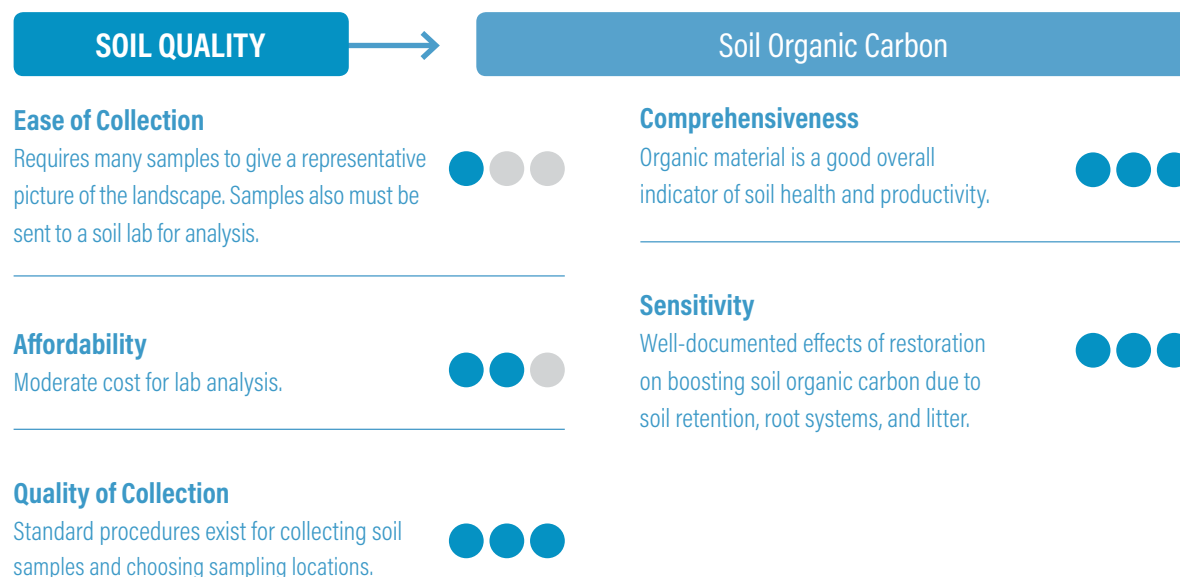 SOIL QUALITY
Soil Organic Carbon
Ease of Collection
Requires many samples to give a representative
picture of the landscape. Samples also must be
sent to a soil lab for analysis.
Affordability
Moderate cost for lab analysis.
Quality of Collection
Standard procedures exist for collecting soil
samples and choosing sampling locations.
Comprehensiveness
Organic material is a good overall
indicator of soil health and productivity.
Sensitivity
Well-documented effects of restoration
on boosting soil organic carbon due to
soil retention, root systems, and litter.